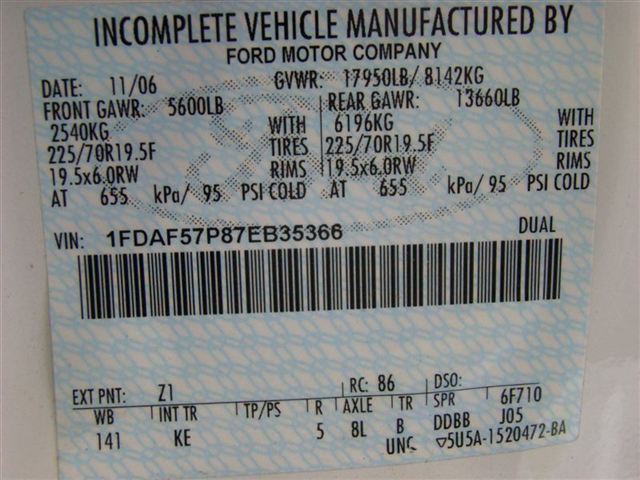 INCOMPLETE VEHICLE MANUFACTURED BY
FORD MOTOR COMPANY
DATE: 11/06 GVWR: 17950LB/ 8142KG
FRONT GAWR: 5600LB REAR GAWR: 13660LB
2540KG WITH 6196KG WITH
225/70R19.5F TIRES 225/70R19.5F TIRES
19.5x6.0RW RIMS 19.5x6.0RW RIMS
AT 655 kPa/ 95 PSI COLD AT 655 kPa/ 95 PSI COLD
VIN: 1FDAF57P87EB35366 DUAL
EXT PNT: Z1 RC: 86 DSO:
WB INT TR TP/PS R AXLE TR SPR 6F710
141 KE 5 8L B DDBB J05
UNC ▽5U5A-1520472-BA